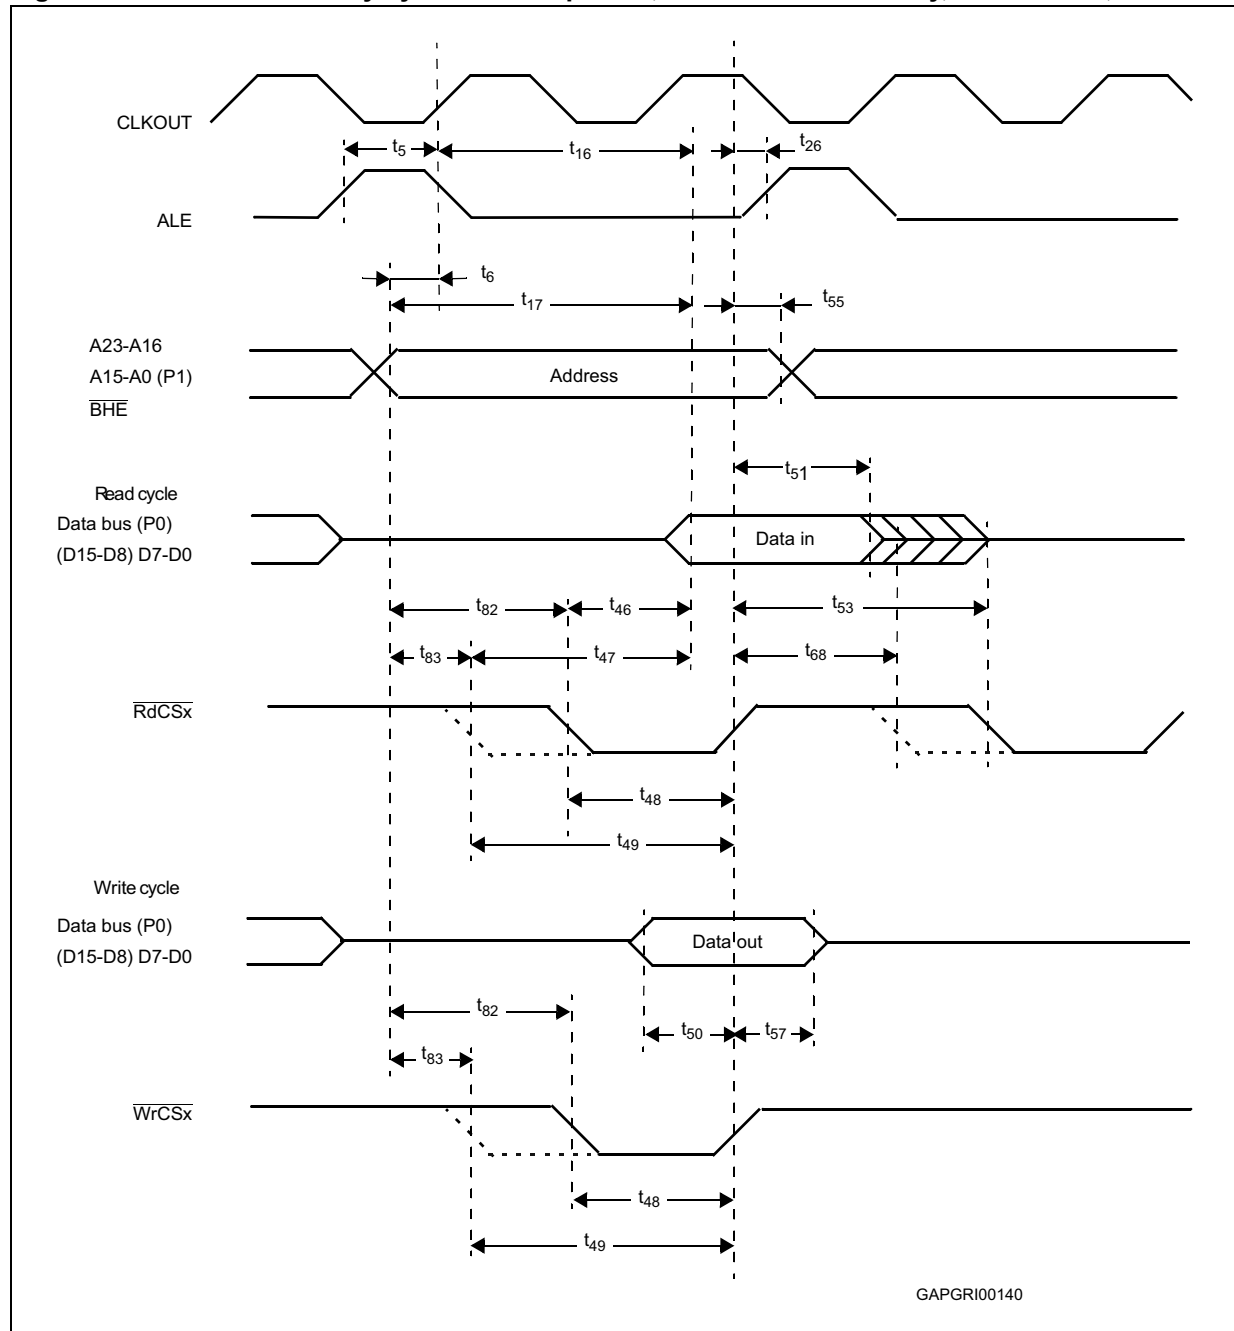 CLKOUT
t5
t16
t26
ALE
t6
t17
t55
A23-A16
A15-A0 (P1)
Address
BHE
t51
Read cycle
Data bus (P0)
Data in
(D15-D8) D7-D0
t82
t46
t53
t83
t47
t68
RdCSx
t48
t49
Write cycle
Data bus (P0)
Data out
(D15-D8) D7-D0
t82
t50
t57
t83
WrCSx
t48
t49
GAPGRI00140